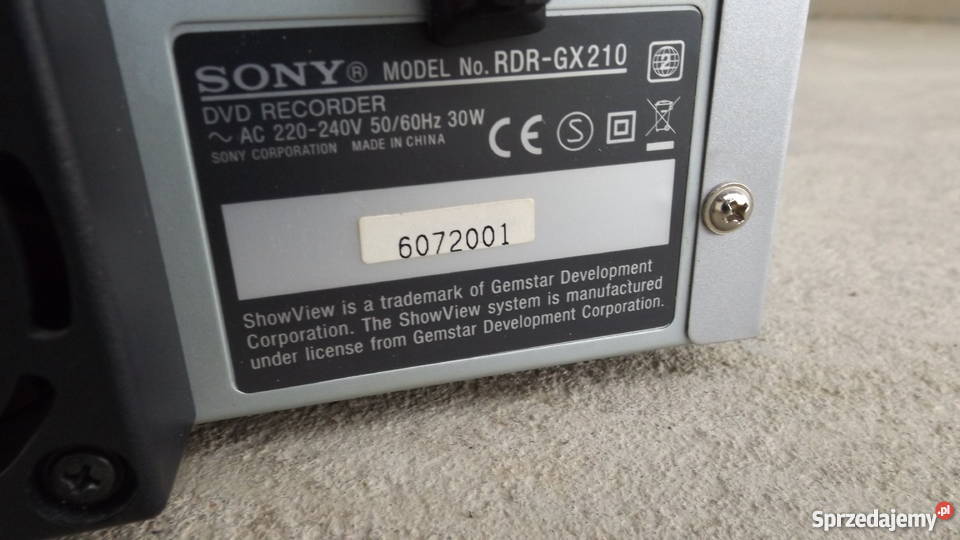 SONY® MODEL No. RDR-GX210
2
DVD RECORDER
~ AC 220-240V 50/60Hz 30W
SONY CORPORATION MADE IN CHINA
CE S
6072001
ShowView is a trademark of Gemstar Development
Corporation. The ShowView system is manufactured
under license from Gemstar Development Corporation.
Sprzedajemy.pl